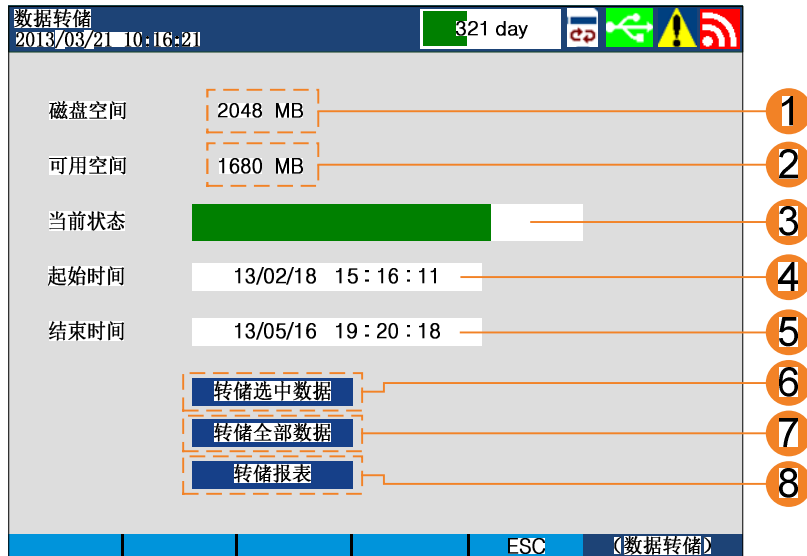 数据转储
2013/03/21 10:16:21
321 day
磁盘空间 2048 MB 1
可用空间 1680 MB 2
当前状态 3
起始时间 13/02/18 15:16:11 4
结束时间 13/05/16 19:20:18 5
转储选中数据 6
转储全部数据 7
转储报表 8
ESC (数据转储)